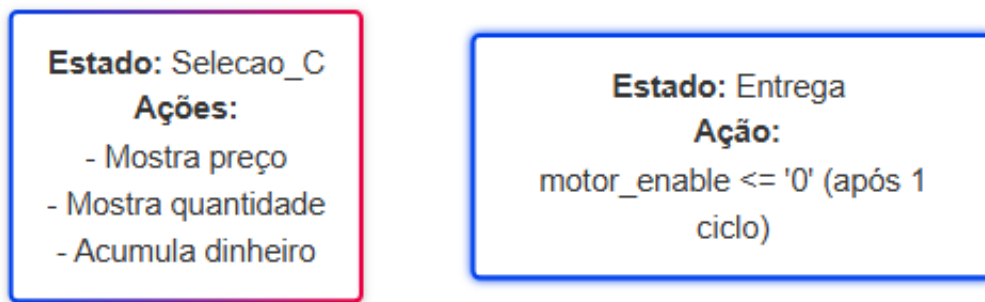 Estado: Selecao_C
Ações:
- Mostra preço
- Mostra quantidade
- Acumula dinheiro
Estado: Entrega
Ação:
motor_enable <= '0' (após 1
ciclo)